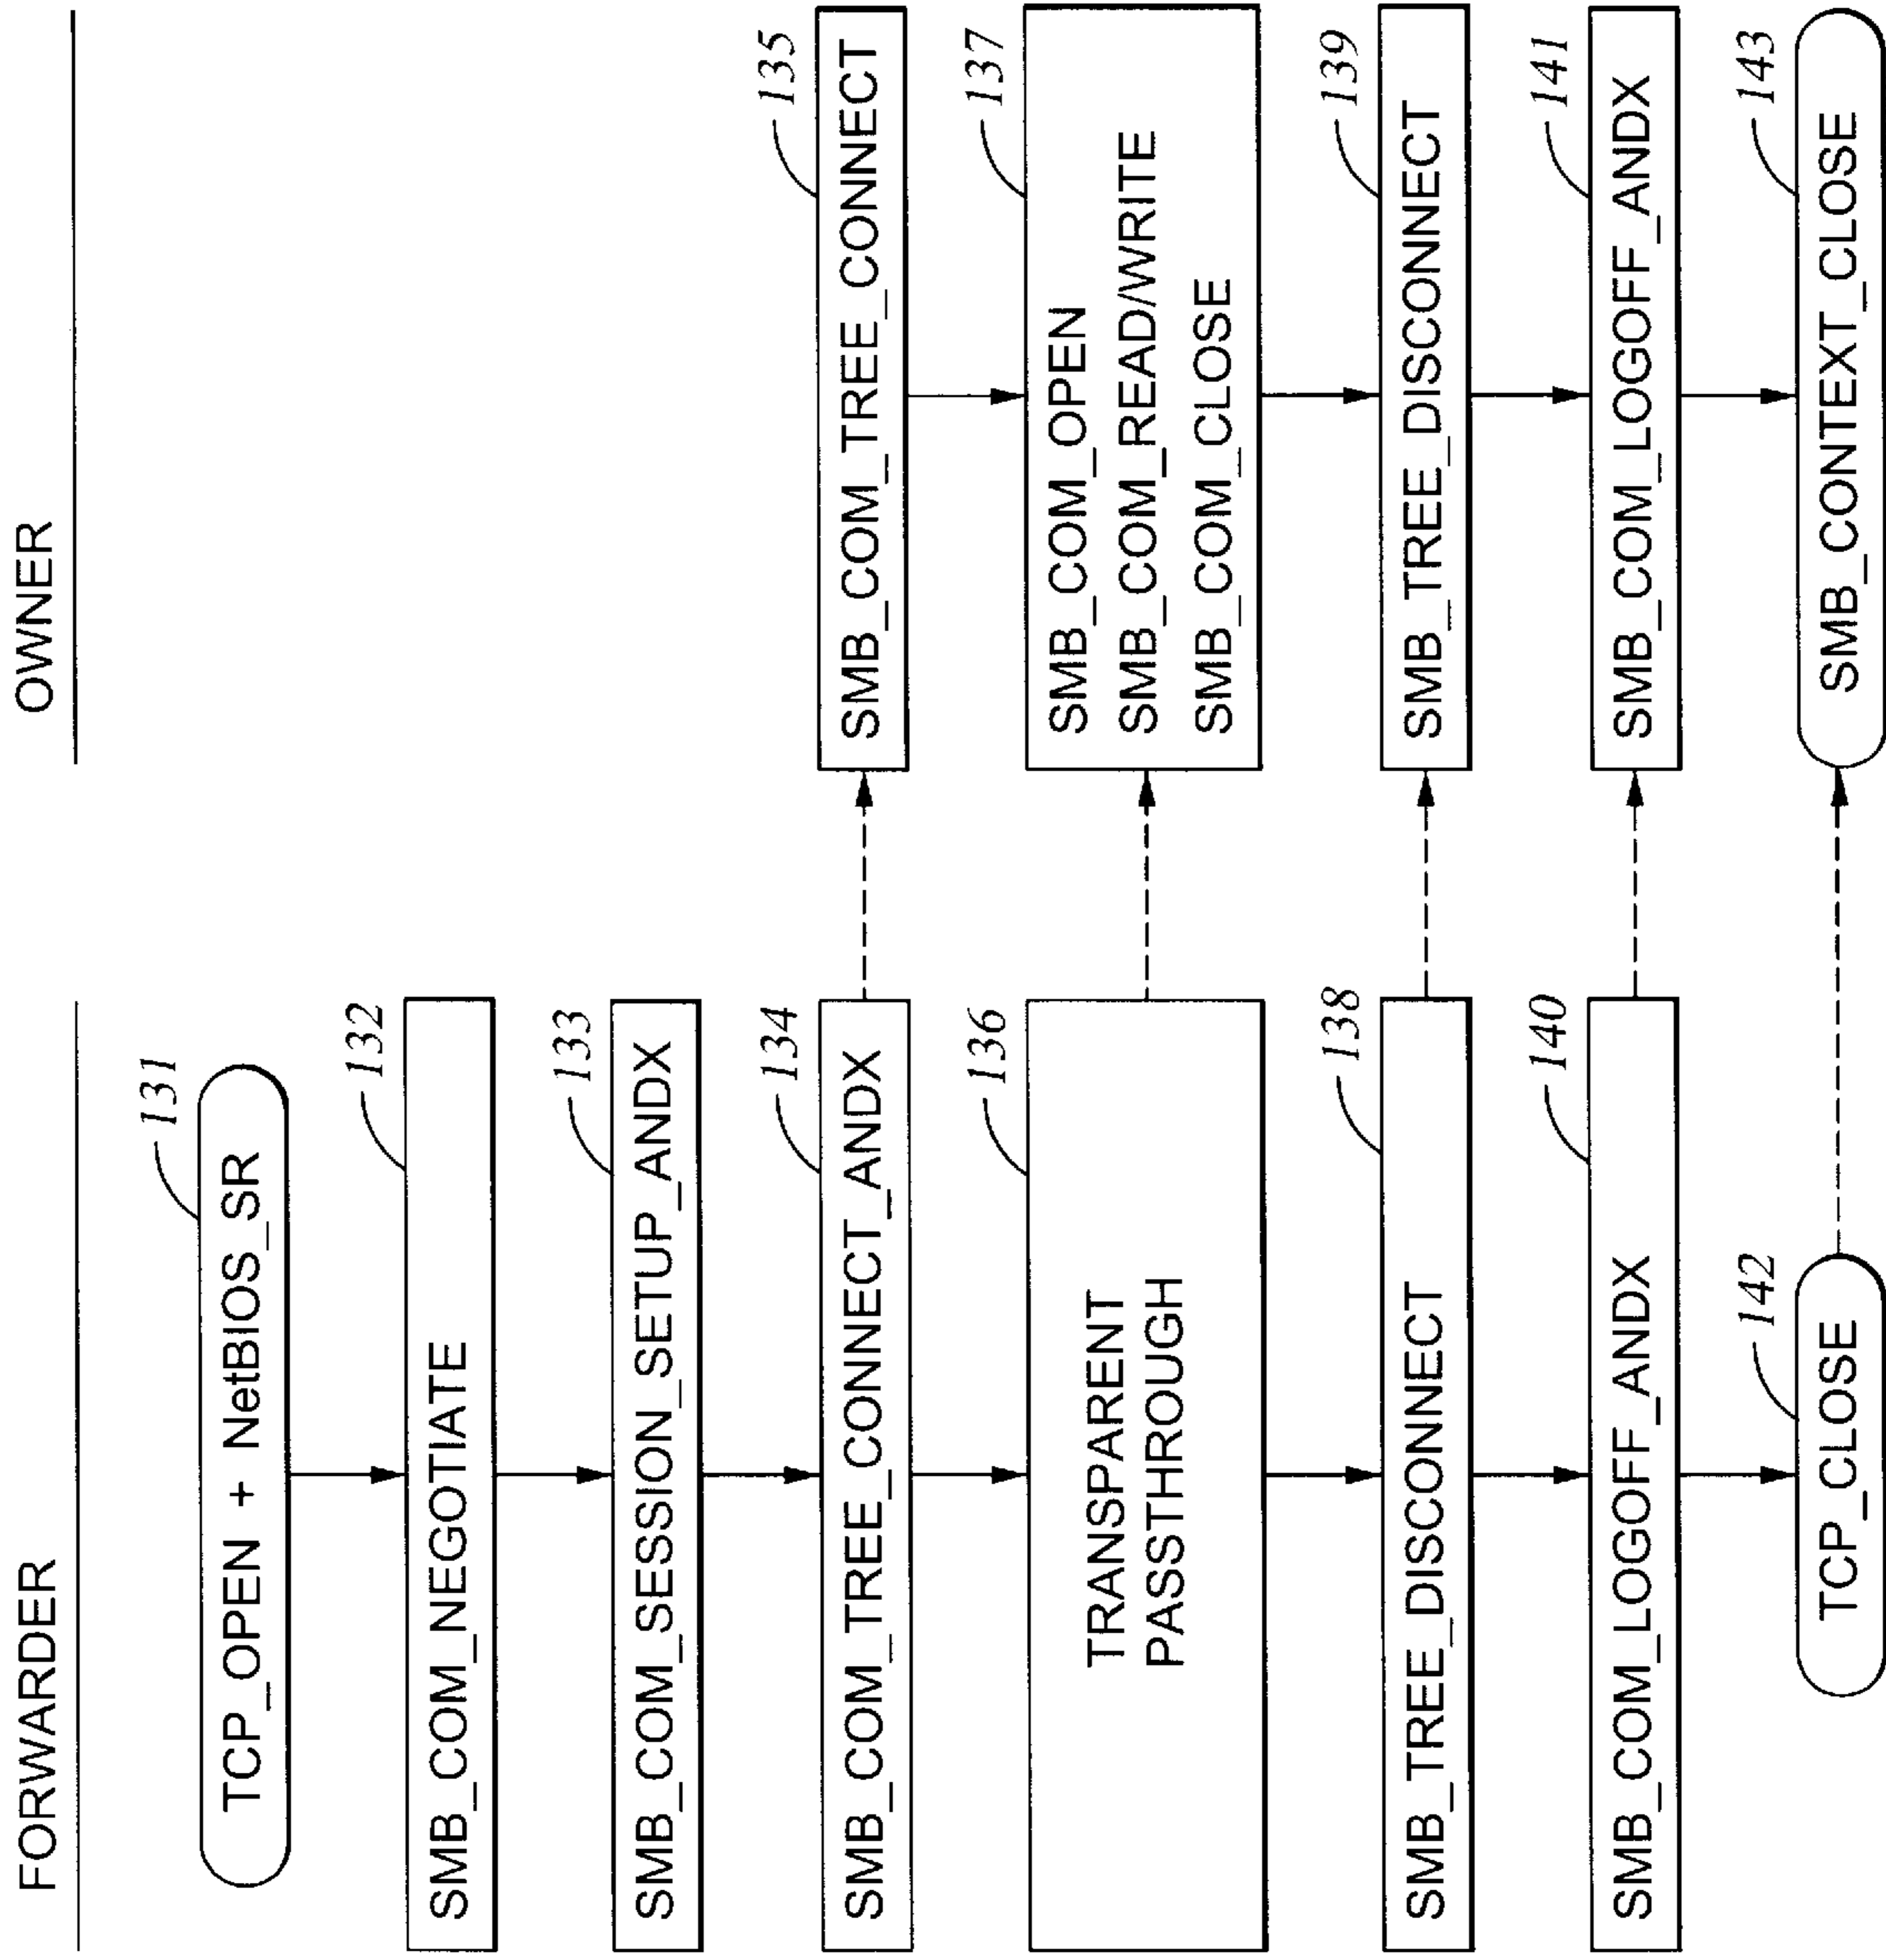 FORWARDER
OWNER
131
TCP_OPEN + NetBIOS_SR
132
SMB_COM_NEGOTIATE
133
SMB_COM_SESSION_SETUP_ANDX
134
SMB_COM_TREE_CONNECT_ANDX
135
SMB_COM_TREE_CONNECT
136
TRANSPARENT
PASSTHROUGH
137
SMB_COM_OPEN
SMB_COM_READ/WRITE
SMB_COM_CLOSE
138
SMB_TREE_DISCONNECT
139
SMB_TREE_DISCONNECT
140
SMB_COM_LOGOFF_ANDX
141
SMB_COM_LOGOFF_ANDX
142
TCP_CLOSE
143
SMB_CONTEXT_CLOSE